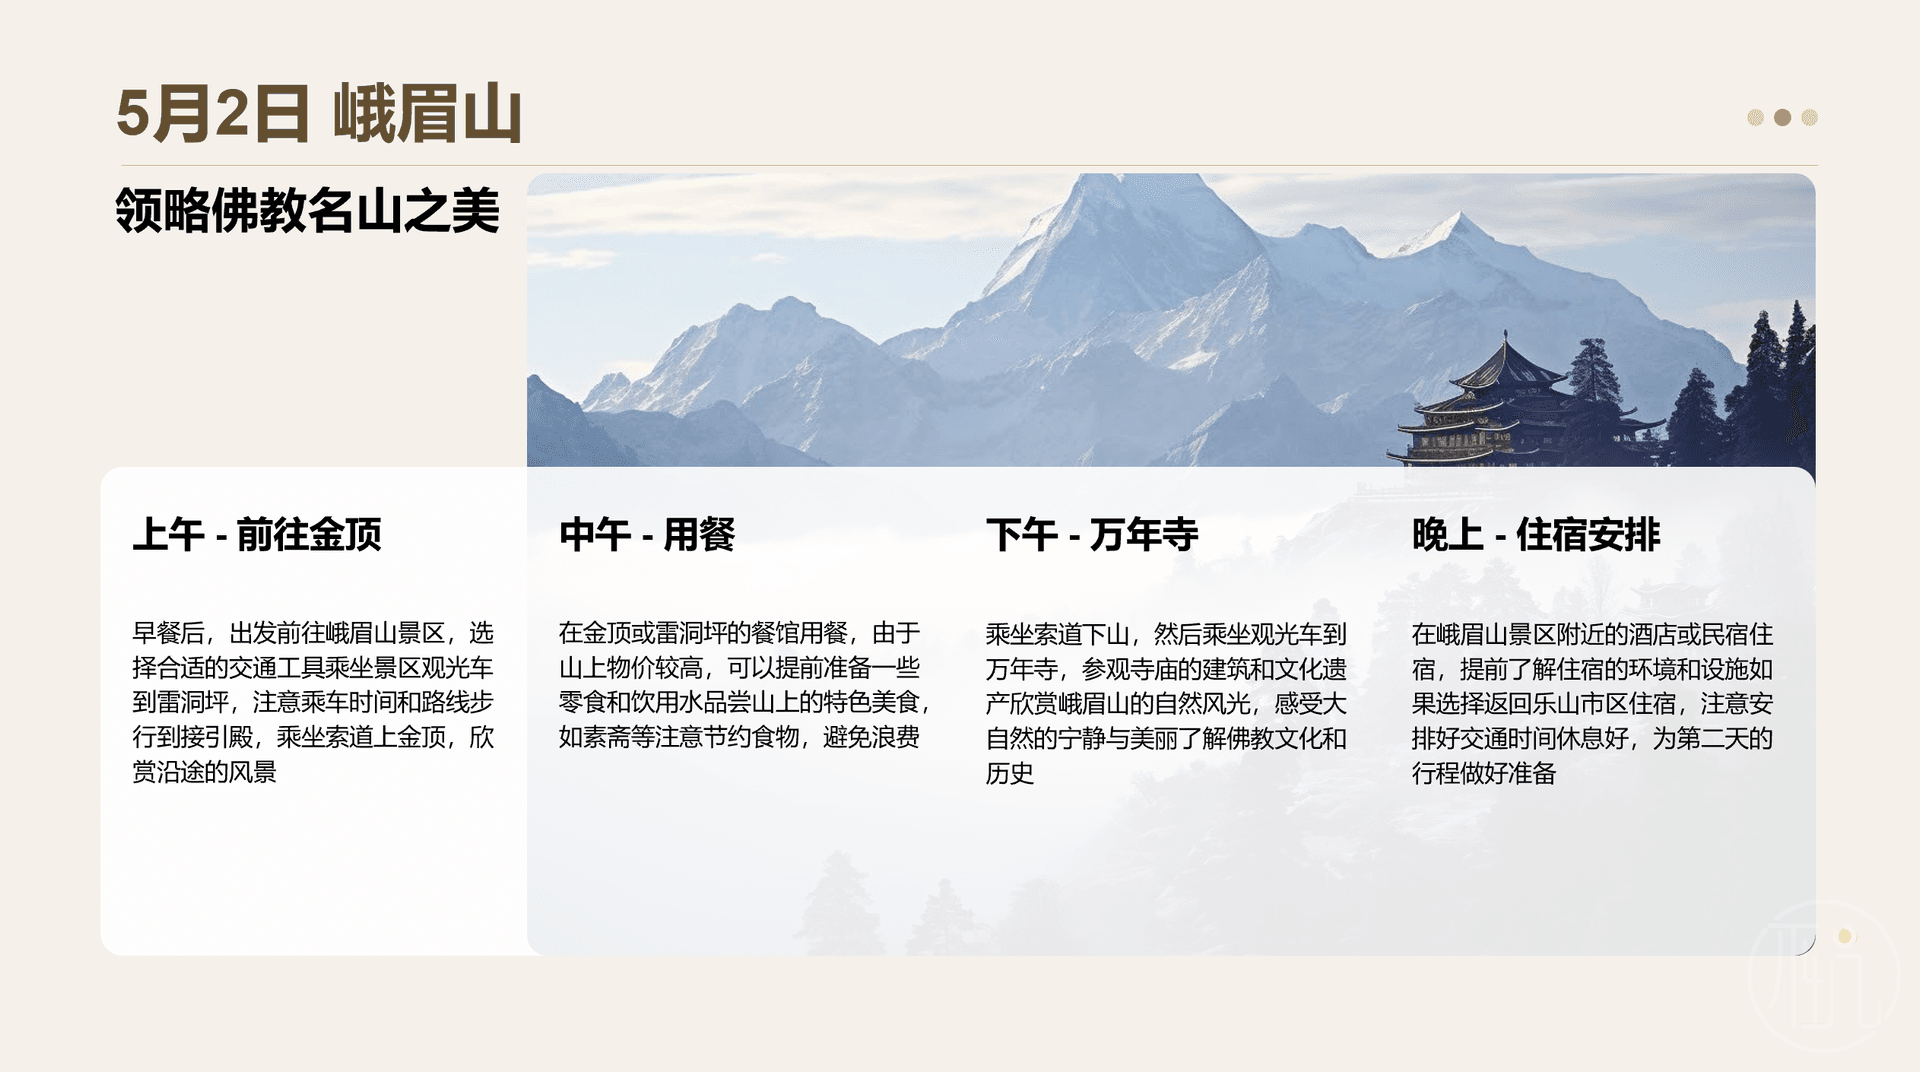 5月2日 峨眉山
领略佛教名山之美
上午 - 前往金顶
早餐后，出发前往峨眉山景区，选
择合适的交通工具乘坐景区观光车
到雷洞坪，注意乘车时间和路线步
行到接引殿，乘坐索道上金顶，欣
赏沿途的风景
中午 - 用餐
在金顶或雷洞坪的餐馆用餐，由于
山上物价较高，可以提前准备一些
零食和饮用水品尝山上的特色美食，
如素斋等注意节约食物，避免浪费
下午 - 万年寺
乘坐索道下山，然后乘坐观光车到
万年寺，参观寺庙的建筑和文化遗
产欣赏峨眉山的自然风光，感受大
自然的宁静与美丽了解佛教文化和
历史
晚上 - 住宿安排
在峨眉山景区附近的酒店或民宿住
宿，提前了解住宿的环境和设施如
果选择返回乐山市区住宿，注意安
排好交通时间休息好，为第二天的
行程做好准备